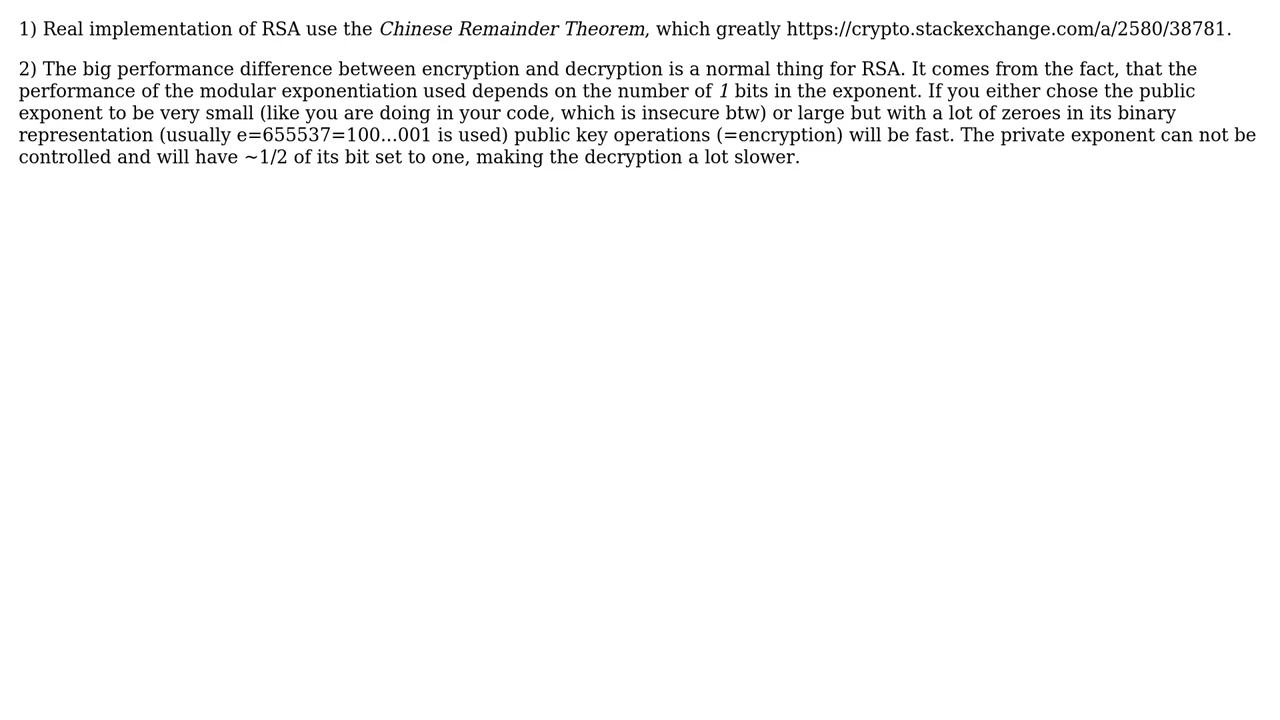 1) Real implementation of RSA use the Chinese Remainder Theorem, which greatly https://crypto.stackexchange.com/a/2580/38781.
2) The big performance difference between encryption and decryption is a normal thing for RSA. It comes from the fact, that the
performance of the modular exponentiation used depends on the number of 1 bits in the exponent. If you either chose the public
exponent to be very small (like you are doing in your code, which is insecure btw) or large but with a lot of zeroes in its binary
representation (usually e=655537=100...001 is used) public key operations (=encryption) will be fast. The private exponent can not be
controlled and will have ~1/2 of its bit set to one, making the decryption a lot slower.